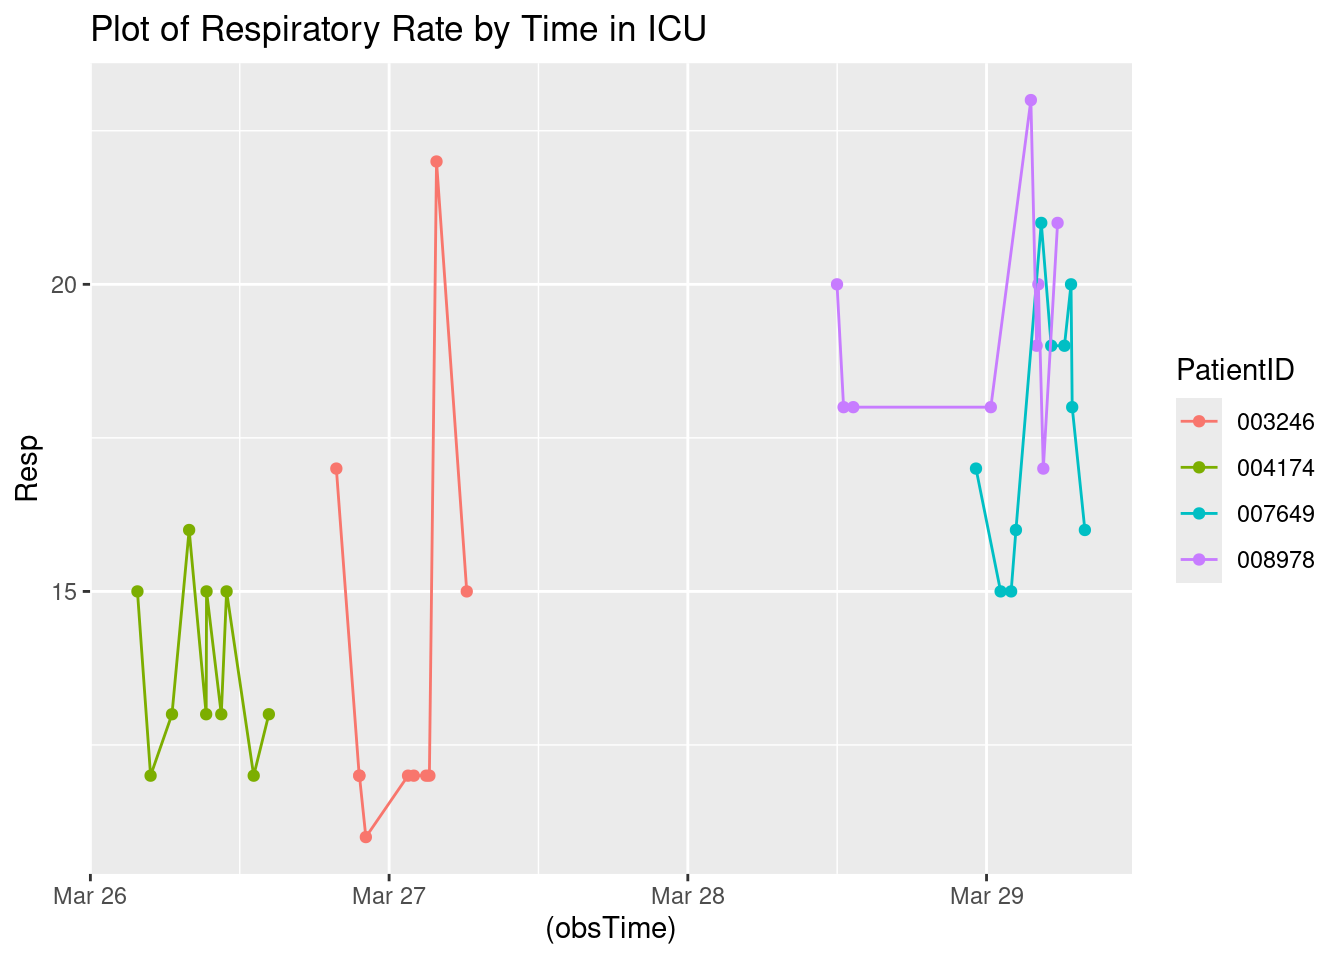 Plot of Respiratory Rate by Time in ICU
Resp
20
15
Mar 26
Mar 27
Mar 28
Mar 29
(obsTime)
PatientID
003246
004174
007649
008978